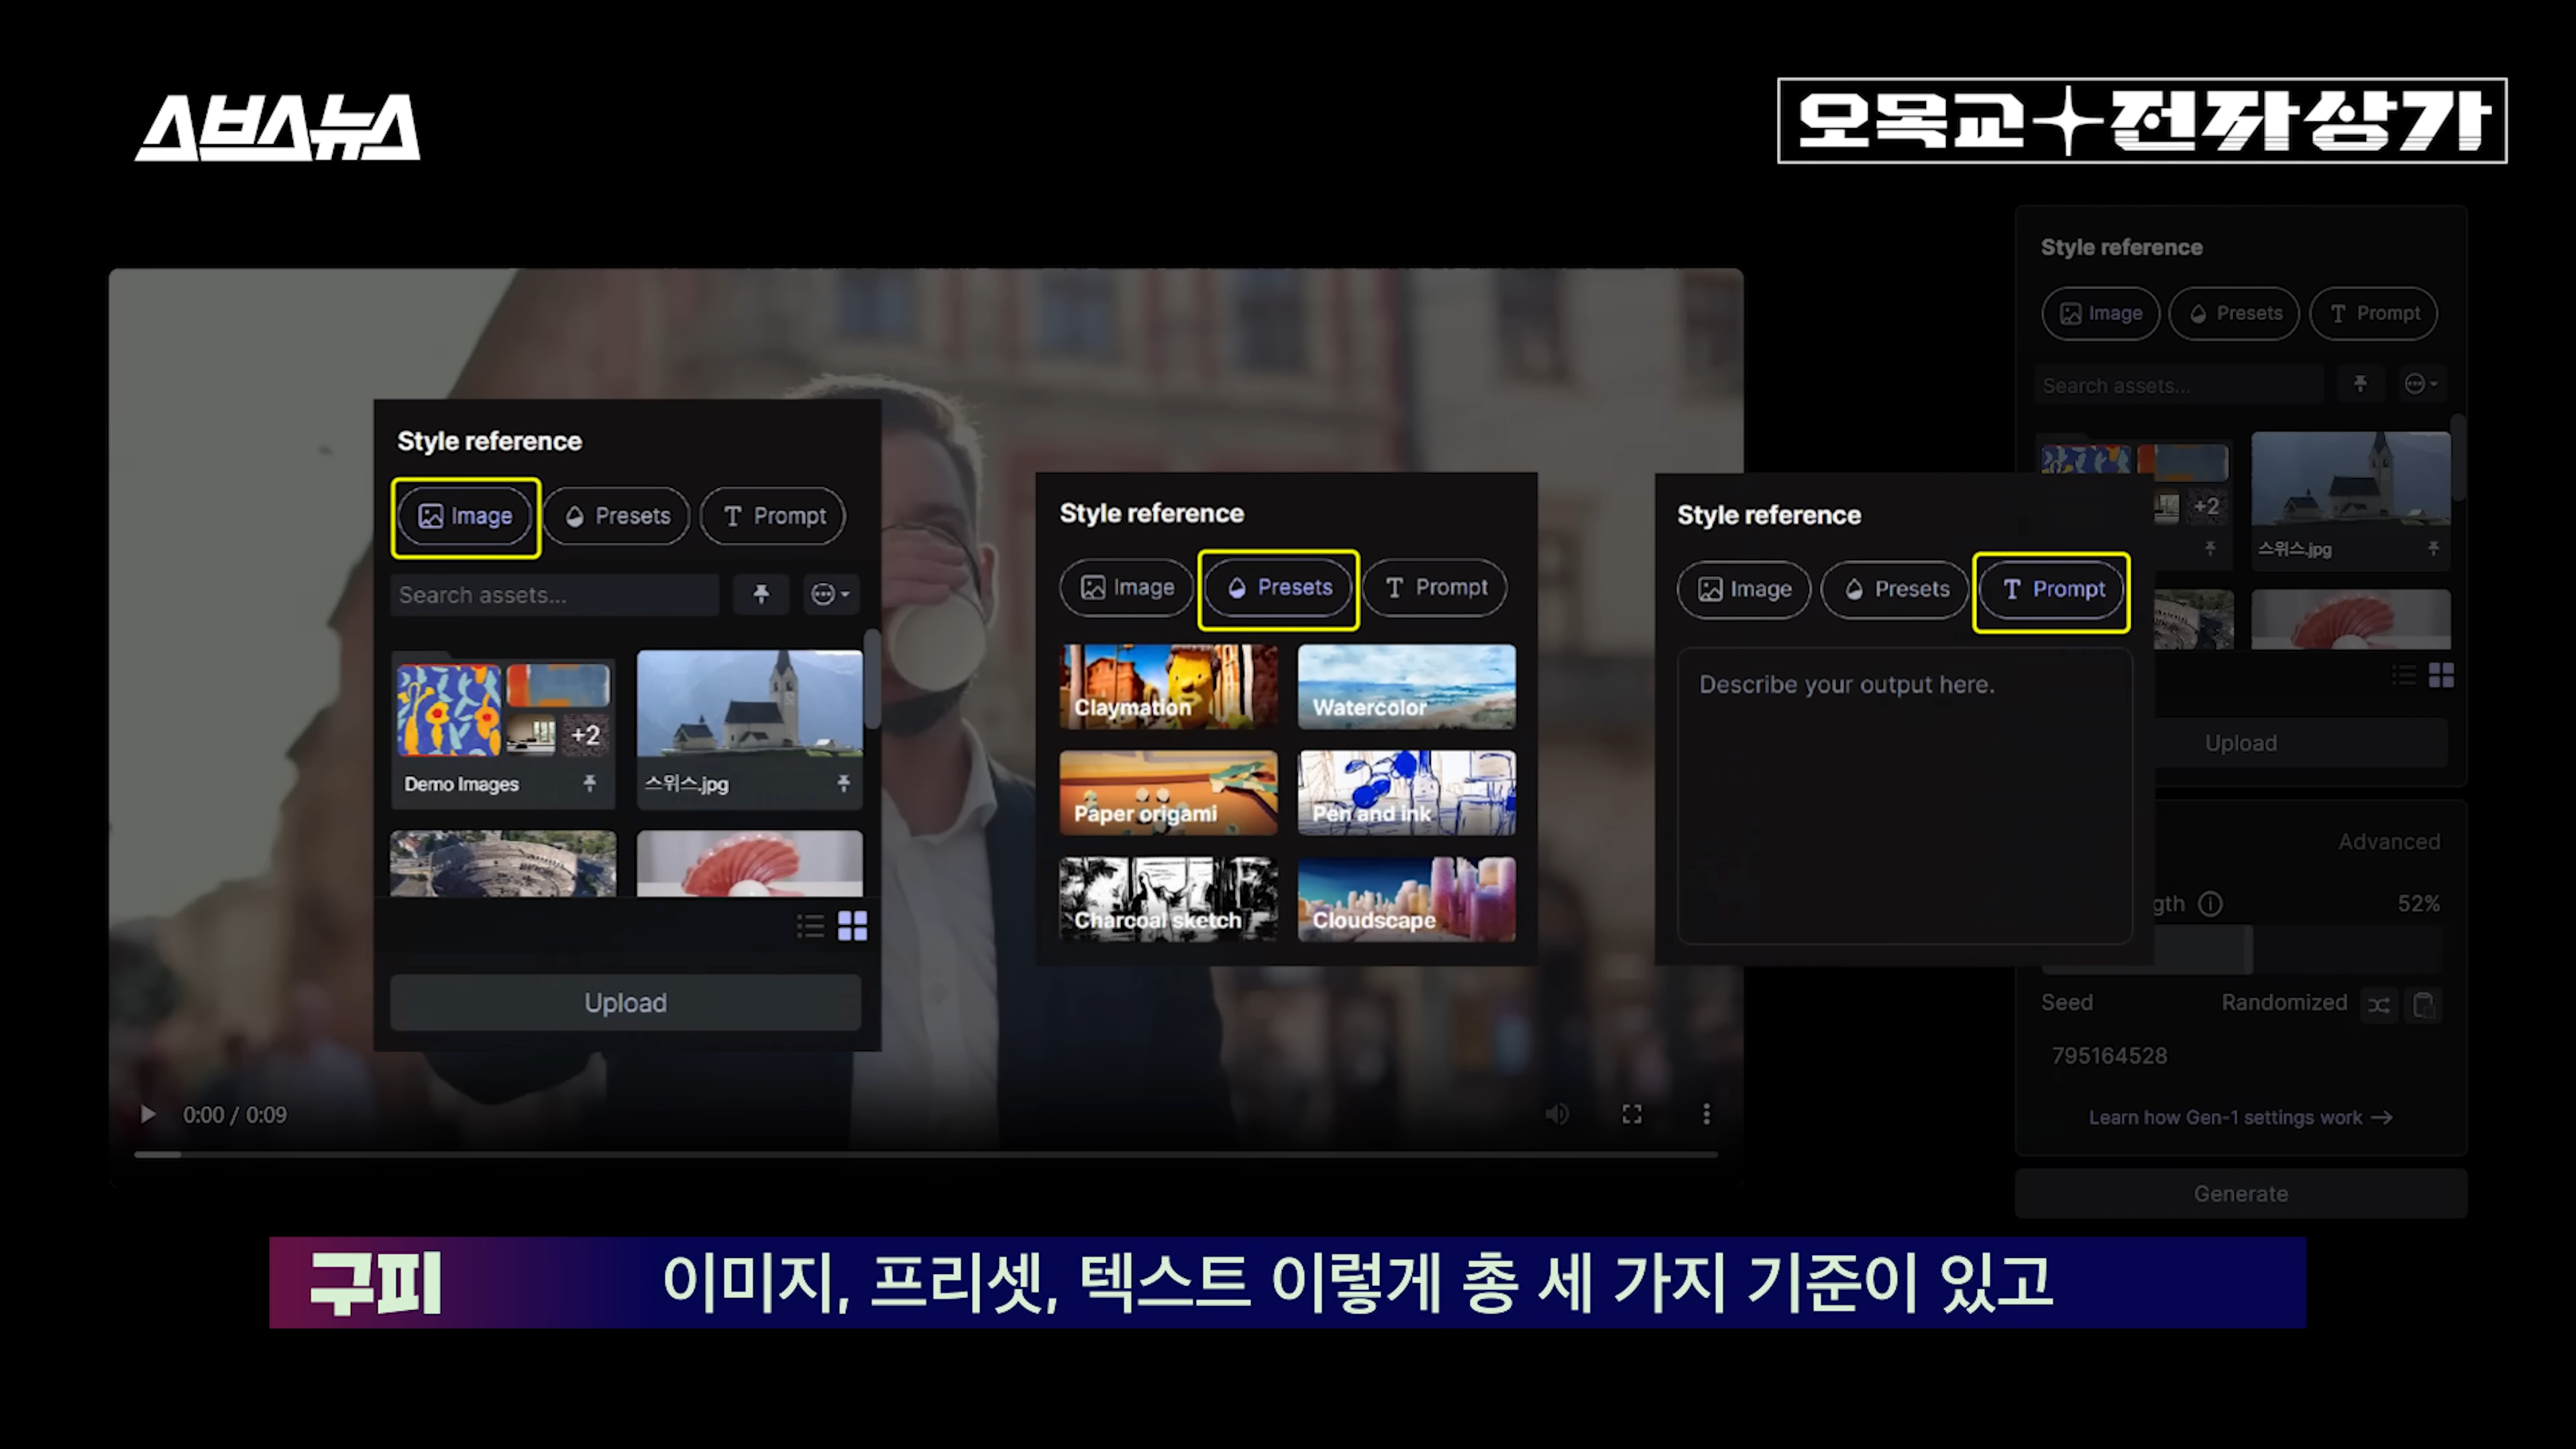 스브스뉴스
오목교 전자상가
Style reference
Image Presets Prompt
Search assets...
+2
스위스.jpg
Upload
Advanced
gth 52%
Seed Randomized
795164528
Learn how Gen-1 settings work →
Generate
Style reference
Image Presets Prompt
Search assets...
+2
Demo Images
스위스.jpg
Upload
Style reference
Image Presets Prompt
Claymation Watercolor
Paper origami Pen and ink
Charcoal sketch Cloudscape
Style reference
Image Presets Prompt
Describe your output here.
0:00 / 0:09
구피 이미지, 프리셋, 텍스트 이렇게 총 세 가지 기준이 있고